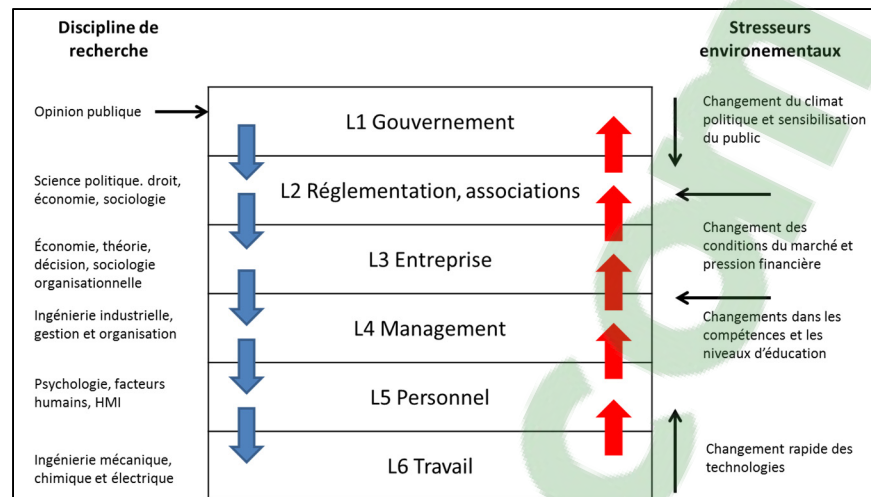 Discipline de
recherche
Stresseurs
environementaux
Opinion publique
L1 Gouvernement
Changement du climat
politique et sensibilisation
du public
Science politique. droit,
économie, sociologie
L2 Réglementation, associations
Économie, théorie,
décision, sociologie
organisationnelle
L3 Entreprise
Changement des
conditions du marché et
pression financière
Ingénierie industrielle,
gestion et organisation
L4 Management
Changements dans les
compétences et les
niveaux d'éducation
Psychologie, facteurs
humains, HMI
L5 Personnel
Ingénierie mécanique,
chimique et électrique
L6 Travail
Changement rapide des
technologies
com